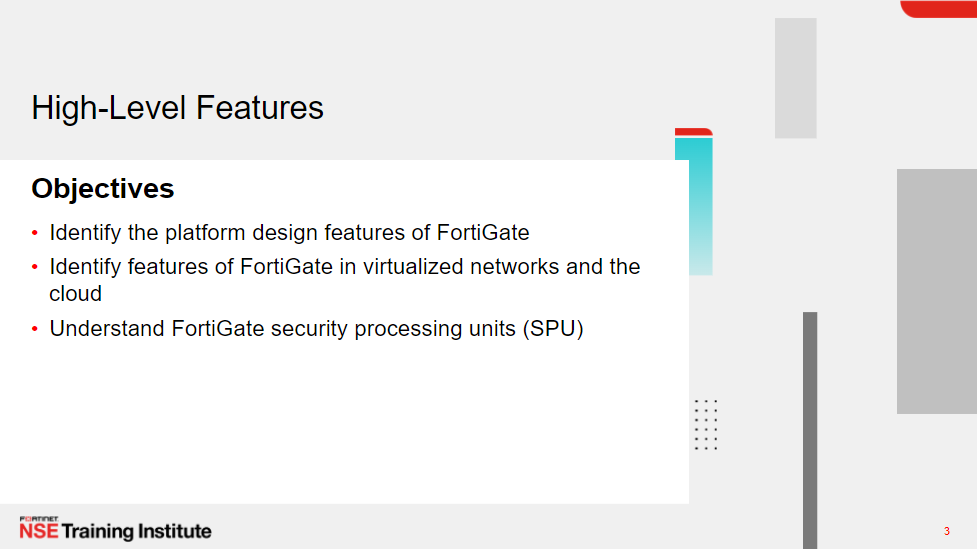 High-Level Features
Objectives
• Identify the platform design features of FortiGate
• Identify features of FortiGate in virtualized networks and the
cloud
• Understand FortiGate security processing units (SPU)
FORTINET
NSE Training Institute
3